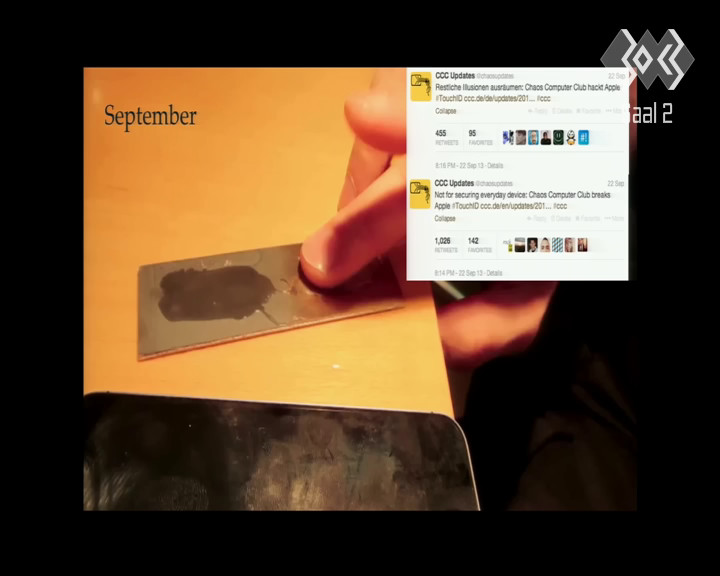 September
CCC Updates @chaosupdates 22 Sep
Restliche Illusionen ausräumen: Chaos Computer Club hackt Apple
#TouchID ccc.de/de/updates/201... #ccc
Collapse Reply Delete Favorite More
455 95
RETWEETS FAVORITES
8:16 PM - 22 Sep 13 · Details
CCC Updates @chaosupdates 22 Sep
Not for securing everyday device: Chaos Computer Club breaks
Apple #TouchID ccc.de/en/updates/201... #ccc
Collapse Reply Delete Favorite More
1,026 142
RETWEETS FAVORITES
8:14 PM - 22 Sep 13 · Details
30C3
aal 2